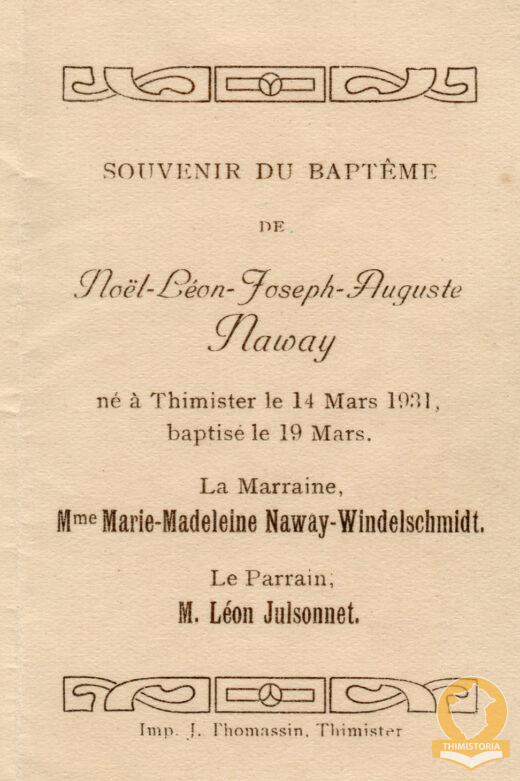 SOUVENIR DU BAPTÊME
DE
Noël-Léon-Joseph-Auguste
Naway
né à Thimister le 14 Mars 1931,
baptisé le 19 Mars.
La Marraine,
Mme Marie-Madeleine Naway-Windelschmidt.
Le Parrain,
M. Léon Julsonnet.
Imp. J. Thomassin, Thimister
THIMISTORIA